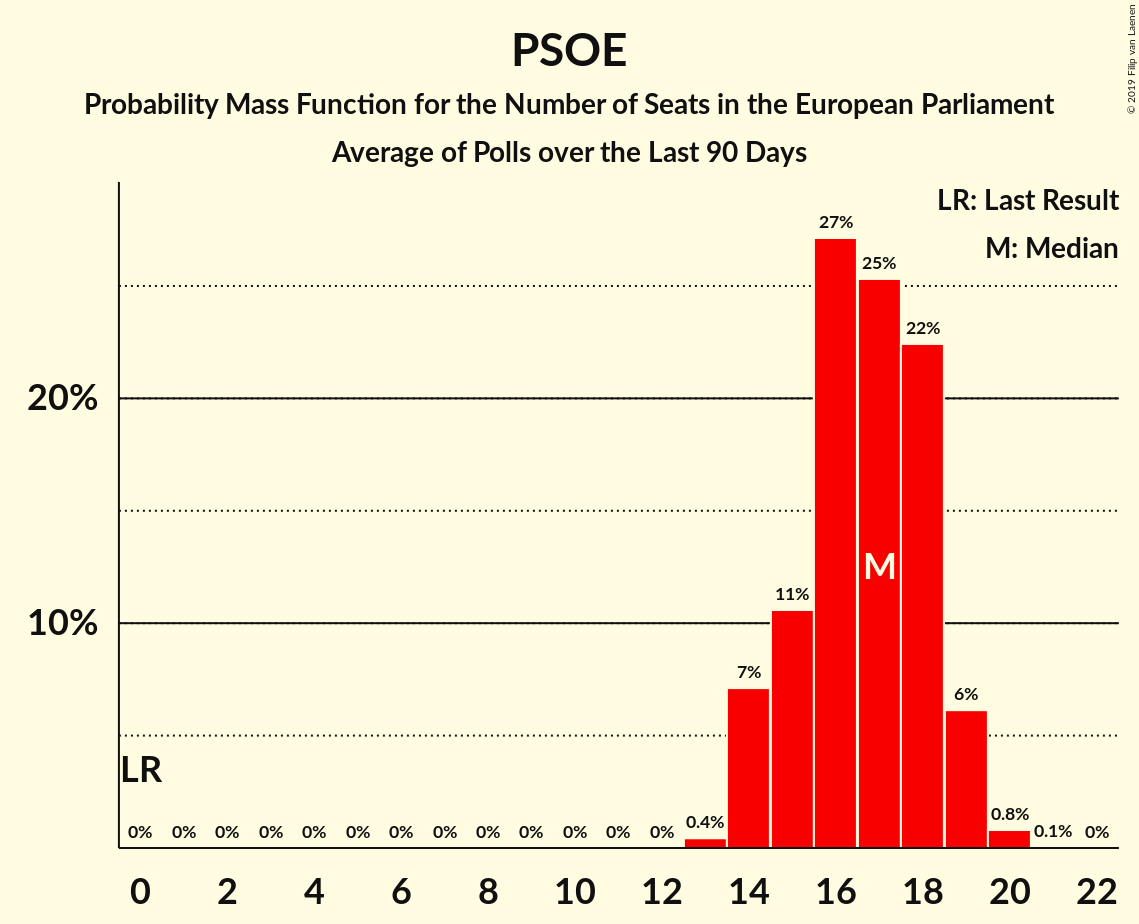 PSOE
Probability Mass Function for the Number of Seats in the European Parliament
Average of Polls over the Last 90 Days
© 2019 Filip van Laenen
LR: Last Result
M: Median
27%
25%
22%
20%
M
11%
10%
7%
6%
LR
0% 0% 0% 0% 0% 0% 0% 0% 0% 0% 0% 0% 0% 0.4% 0.8% 0.1% 0%
0 2 4 6 8 10 12 14 16 18 20 22